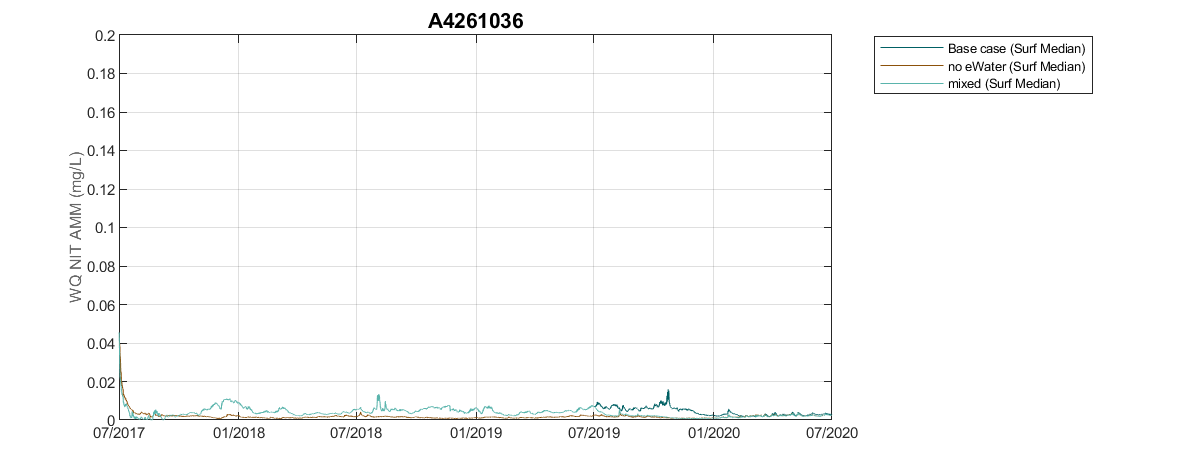 A4261036
0.2
0.18
0.16
0.14
0.12
0.1
0.08
0.06
0.04
0.02
0
WQ NIT AMM (mg/L)
07/2017 01/2018 07/2018 01/2019 07/2019 01/2020 07/2020
Base case (Surf Median)
no eWater (Surf Median)
mixed (Surf Median)